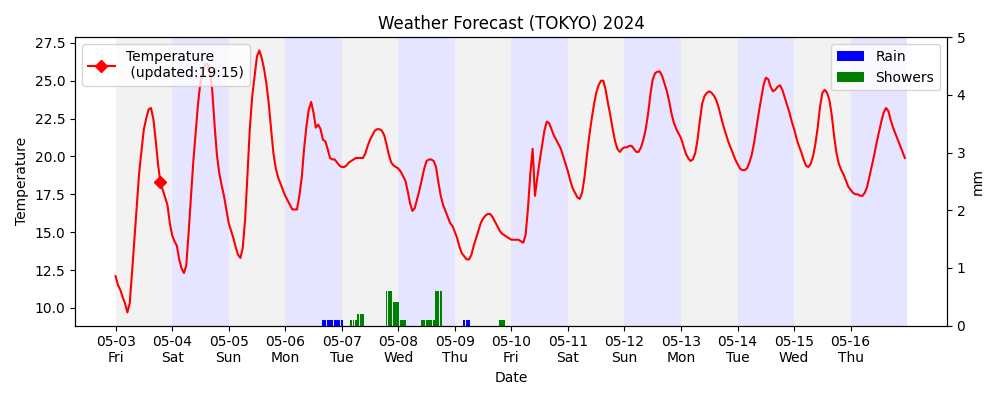 Weather Forecast (TOKYO) 2024
Temperature
(updated:19:15)
Rain
Showers
27.5
25.0
22.5
20.0
17.5
15.0
12.5
10.0
Temperature
5
4
3
2
1
0
mm
05-03 05-04 05-05 05-06 05-07 05-08 05-09 05-10 05-11 05-12 05-13 05-14 05-15 05-16
Fri Sat Sun Mon Tue Wed Thu Fri Sat Sun Mon Tue Wed Thu
Date